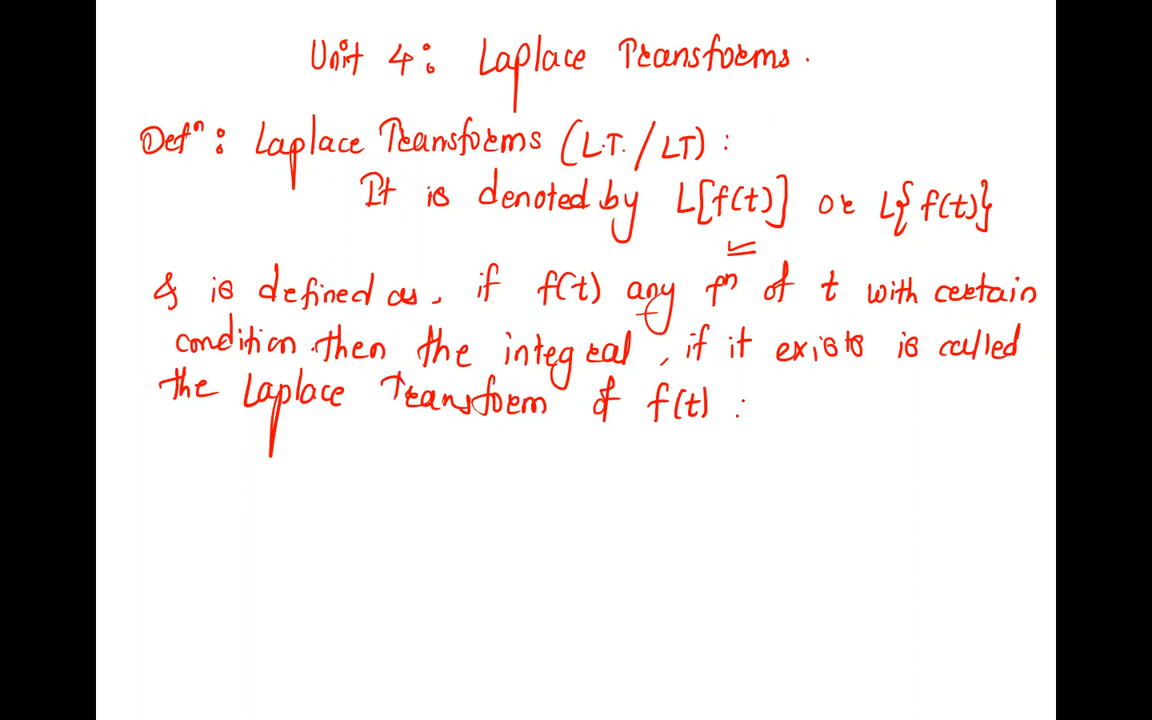 Unit 4: Laplace Transforms.
Defⁿ: Laplace Transforms (L.T./LT):
It is denoted by L[f(t)] or L{f(t)}
& is defined as, if f(t) any fⁿ of t with certain
condition then the integral, if it exists is called
the Laplace Transform of f(t):